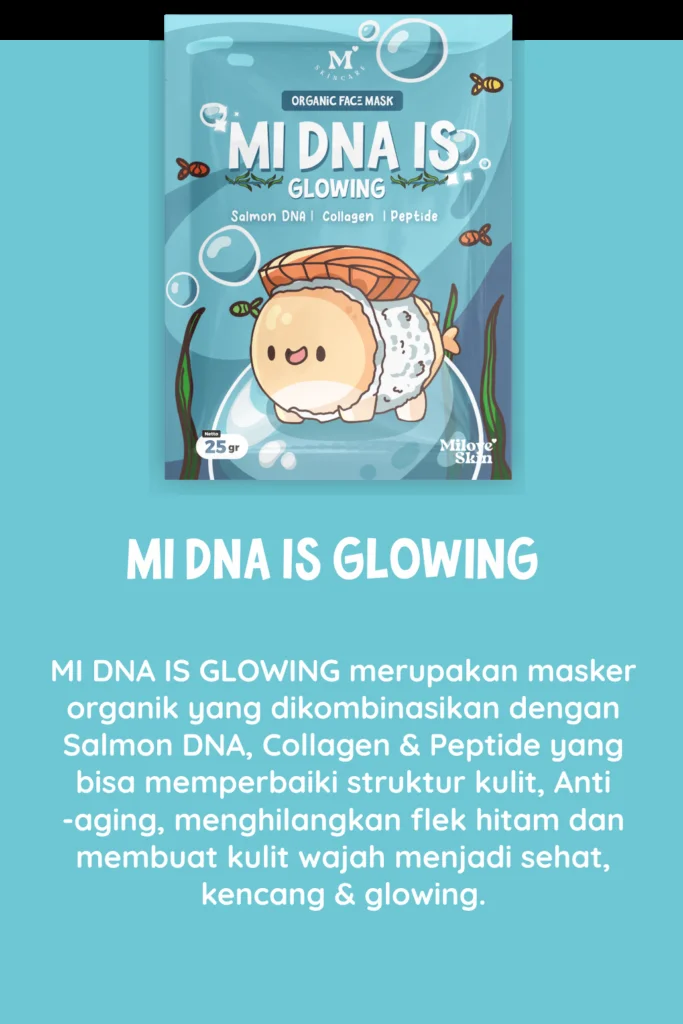 M
SKINCARE
ORGANIC FACE MASK
MI DNA IS
GLOWING
Salmon DNA | Collagen | Peptide
Netto
25 gr
Milove
Skin
MI DNA IS GLOWING
MI DNA IS GLOWING merupakan masker
organik yang dikombinasikan dengan
Salmon DNA, Collagen & Peptide yang
bisa memperbaiki struktur kulit, Anti
-aging, menghilangkan flek hitam dan
membuat kulit wajah menjadi sehat,
kencang & glowing.